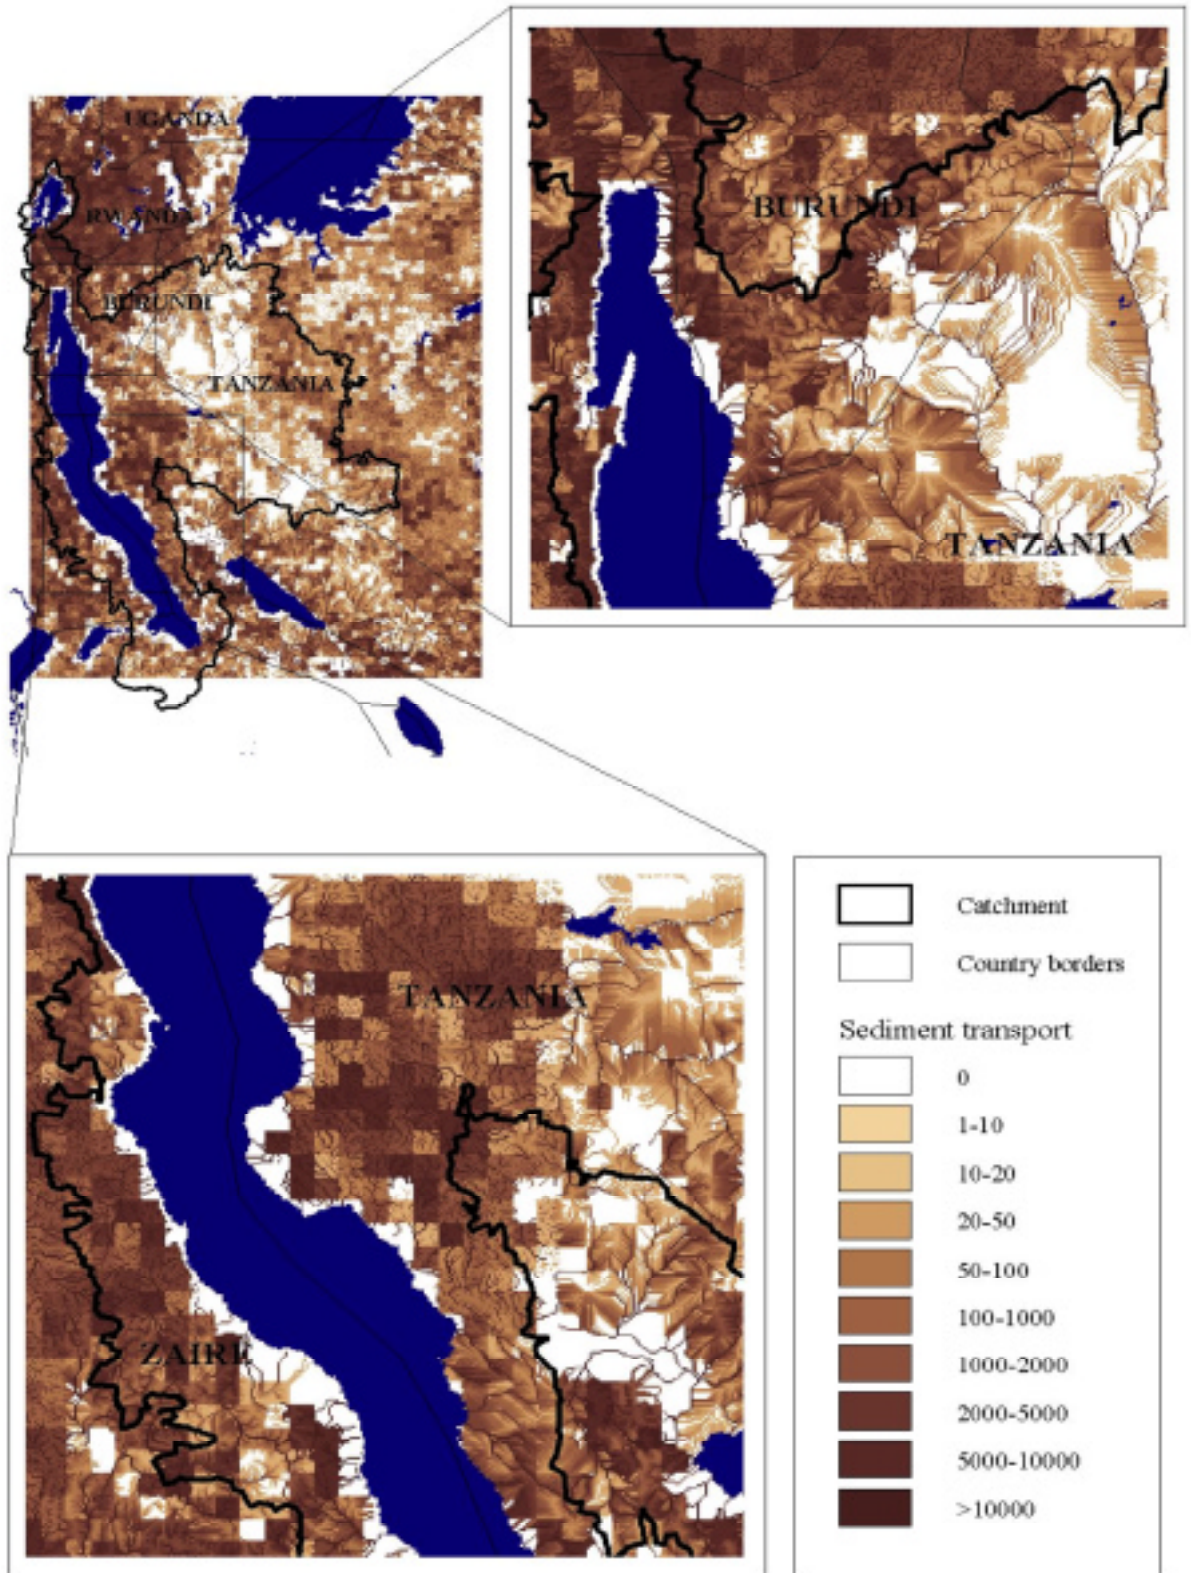 UGANDA
RWANDA
BURUNDI
TANZANIA
BURUNDI
TANZANIA
TANZANIA
ZAIRE
Catchment
Country borders
Sediment transport
0
1-10
10-20
20-50
50-100
100-1000
1000-2000
2000-5000
5000-10000
>10000